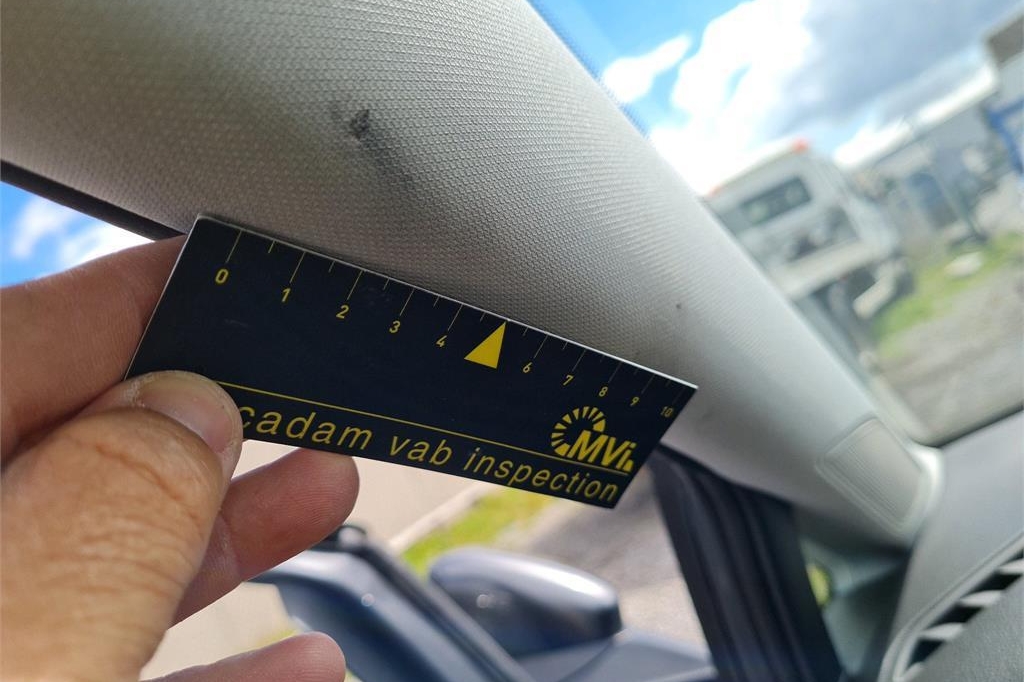 0 1 2 3 4 6 7 8 9 10
MVi.
cadam vab inspection